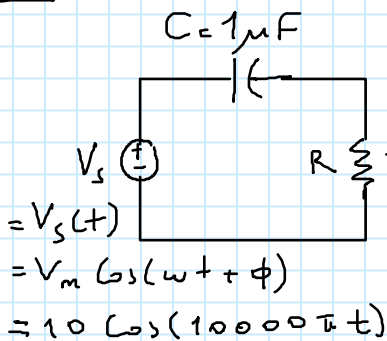 C=1μF
Vs
R
=Vs(t)
=Vm Cos(ωt+φ)
=10 Cos(10000πt)